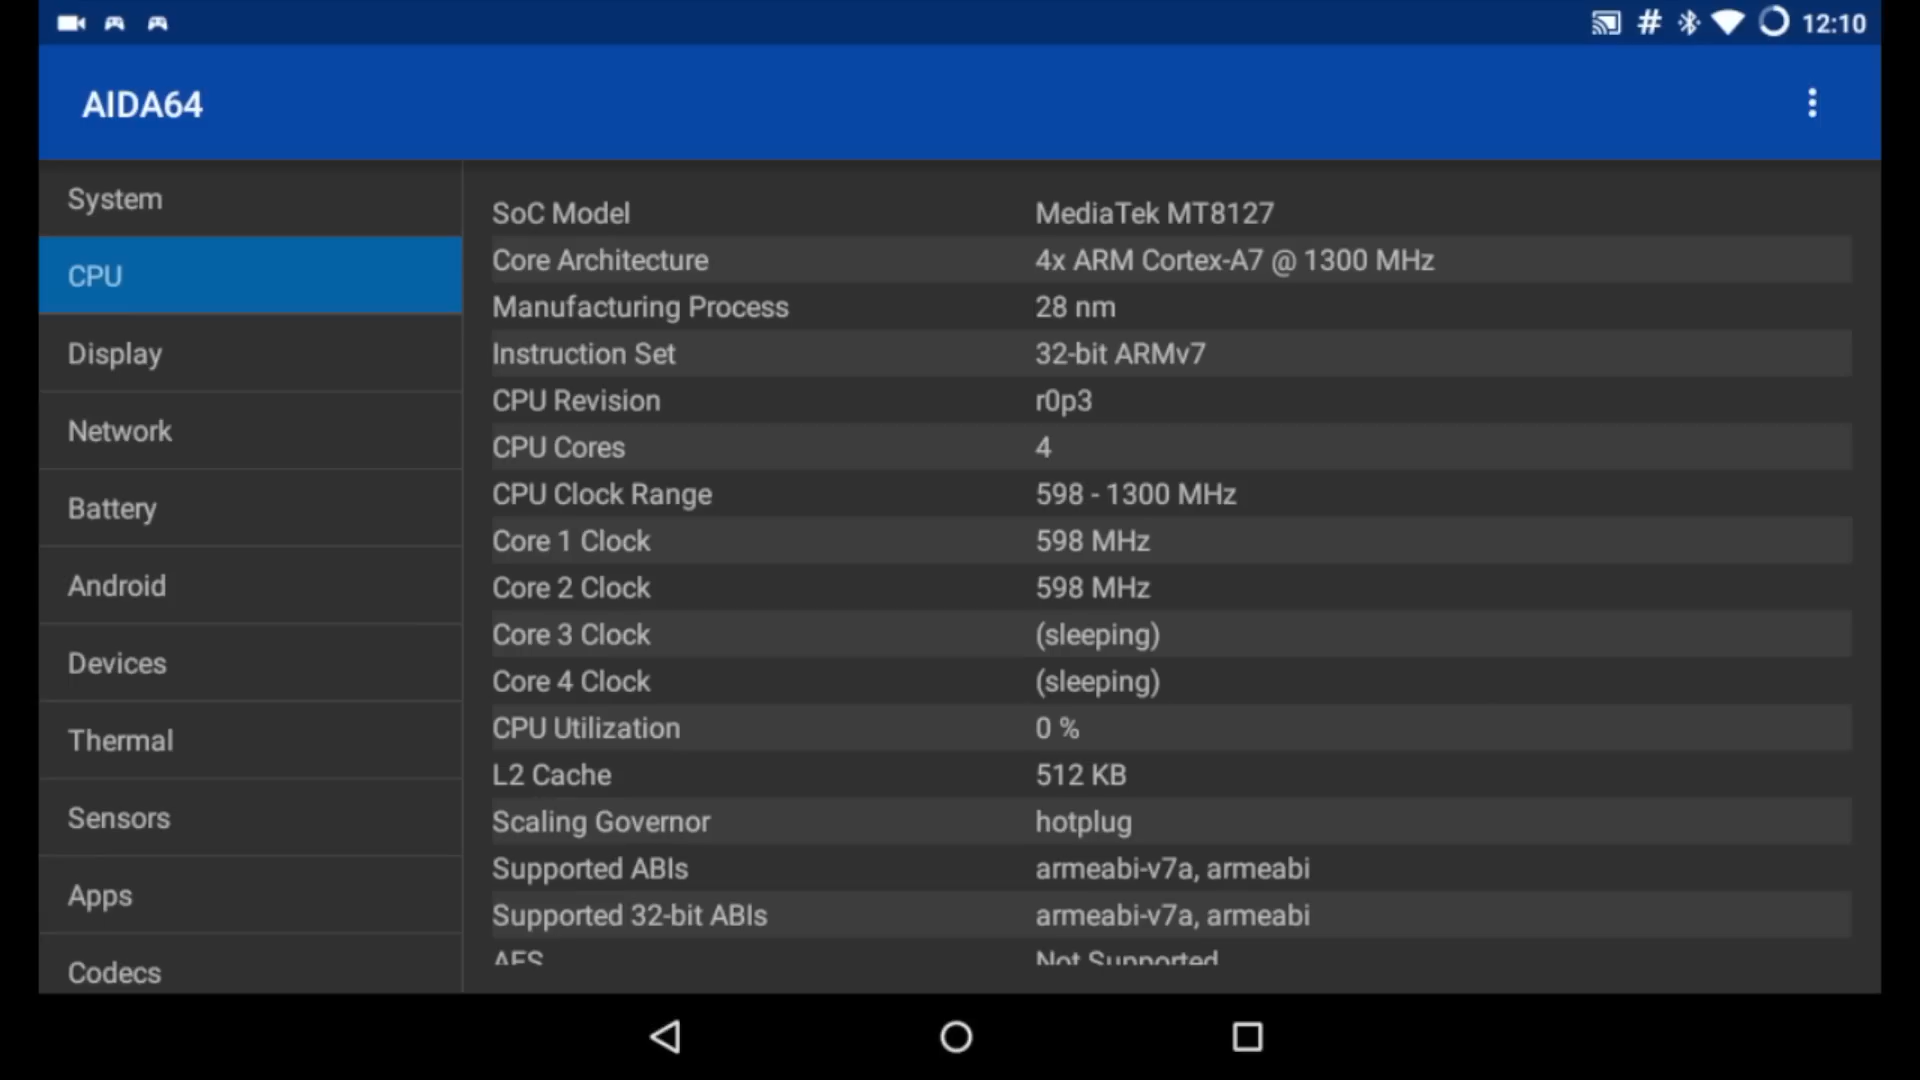 # 12:10
AIDA64
System
CPU
Display
Network
Battery
Android
Devices
Thermal
Sensors
Apps
Codecs
SoC Model MediaTek MT8127
Core Architecture 4x ARM Cortex-A7 @ 1300 MHz
Manufacturing Process 28 nm
Instruction Set 32-bit ARMv7
CPU Revision r0p3
CPU Cores 4
CPU Clock Range 598 - 1300 MHz
Core 1 Clock 598 MHz
Core 2 Clock 598 MHz
Core 3 Clock (sleeping)
Core 4 Clock (sleeping)
CPU Utilization 0 %
L2 Cache 512 KB
Scaling Governor hotplug
Supported ABIs armeabi-v7a, armeabi
Supported 32-bit ABIs armeabi-v7a, armeabi
AES Not Supported